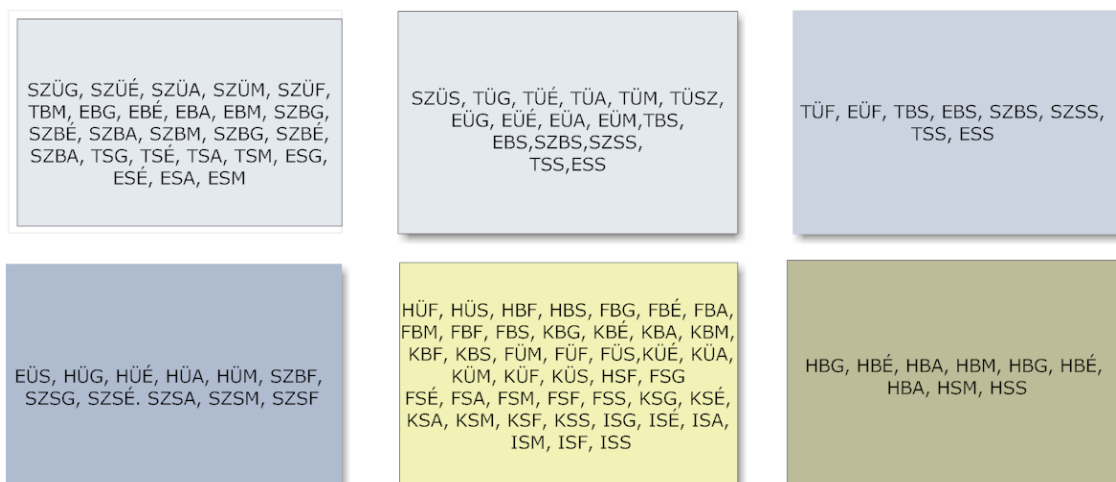 SZÜG, SZÜÉ, SZÜA, SZÜM, SZÜF,
TBM, EBG, EBÉ, EBA, EBM, SZBG,
SZBÉ, SZBA, SZBM, SZBG, SZBÉ,
SZBA, TSG, TSÉ, TSA, TSM, ESG,
ESÉ, ESA, ESM
SZÜS, TÜG, TÜÉ, TÜA, TÜM, TÜSZ,
EÜG, EÜÉ, EÜA, EÜM,TBS,
EBS,SZBS,SZSS,
TSS,ESS
TÜF, EÜF, TBS, EBS, SZBS, SZSS,
TSS, ESS
EÜS, HÜG, HÜÉ, HÜA, HÜM, SZBF,
SZSG, SZSÉ. SZSA, SZSM, SZSF
HÜF, HÜS, HBF, HBS, FBG, FBÉ, FBA,
FBM, FBF, FBS, KBG, KBÉ, KBA, KBM,
KBF, KBS, FÜM, FÜF, FÜS,KÜÉ, KÜA,
KÜM, KÜF, KÜS, HSF, FSG
FSÉ, FSA, FSM, FSF, FSS, KSG, KSÉ,
KSA, KSM, KSF, KSS, ISG, ISÉ, ISA,
ISM, ISF, ISS
HBG, HBÉ, HBA, HBM, HBG, HBÉ,
HBA, HSM, HSS